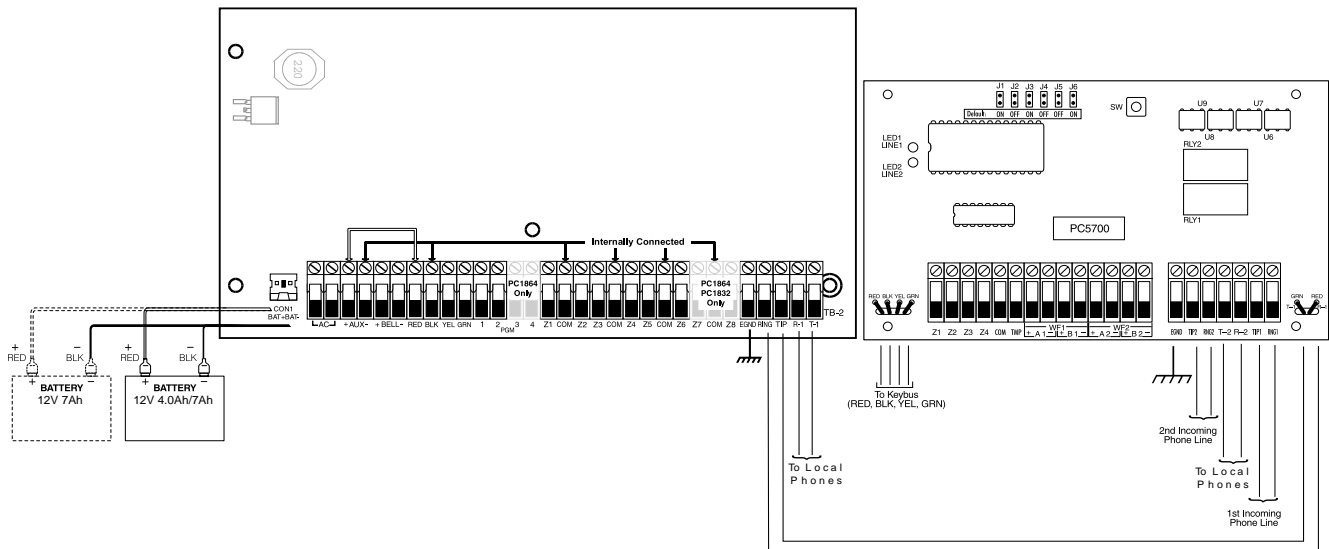 220
Internally Connected
PC1864
Only
PC1864
PC1832
Only
CON1
BAT+BAT-
AC +AUX- +BELL- RED BLK YEL GRN 1 2 PGM 3 4 Z1 COM Z2 Z3 COM Z4 Z5 COM Z6 Z7 COM Z8 EGND RING TIP R-1 T-1
TB-2
+
RED
–
BLK
+
RED
–
BLK
+ –
BATTERY
12V 7Ah
+ –
BATTERY
12V 4.0Ah/7Ah
To Local
Phones
J1 J2 J3 J4 J5 J6
Default ON OFF ON OFF OFF ON
SW
U9 U7
U8 U6
LED1
LINE1
LED2
LINE2
RLY2
RLY1
PC5700
RED BLK YEL GRN
Z1 Z2 Z3 Z4 COM TMP
WF1 WF2
+ A1 – + B1 – + A2 – + B2 –
EGND TIP2 RNG2 T–2 R–2 TIP1 RNG1
GRN RED
To Keybus
(RED, BLK, YEL, GRN)
2nd Incoming
Phone Line
To Local
Phones
1st Incoming
Phone Line